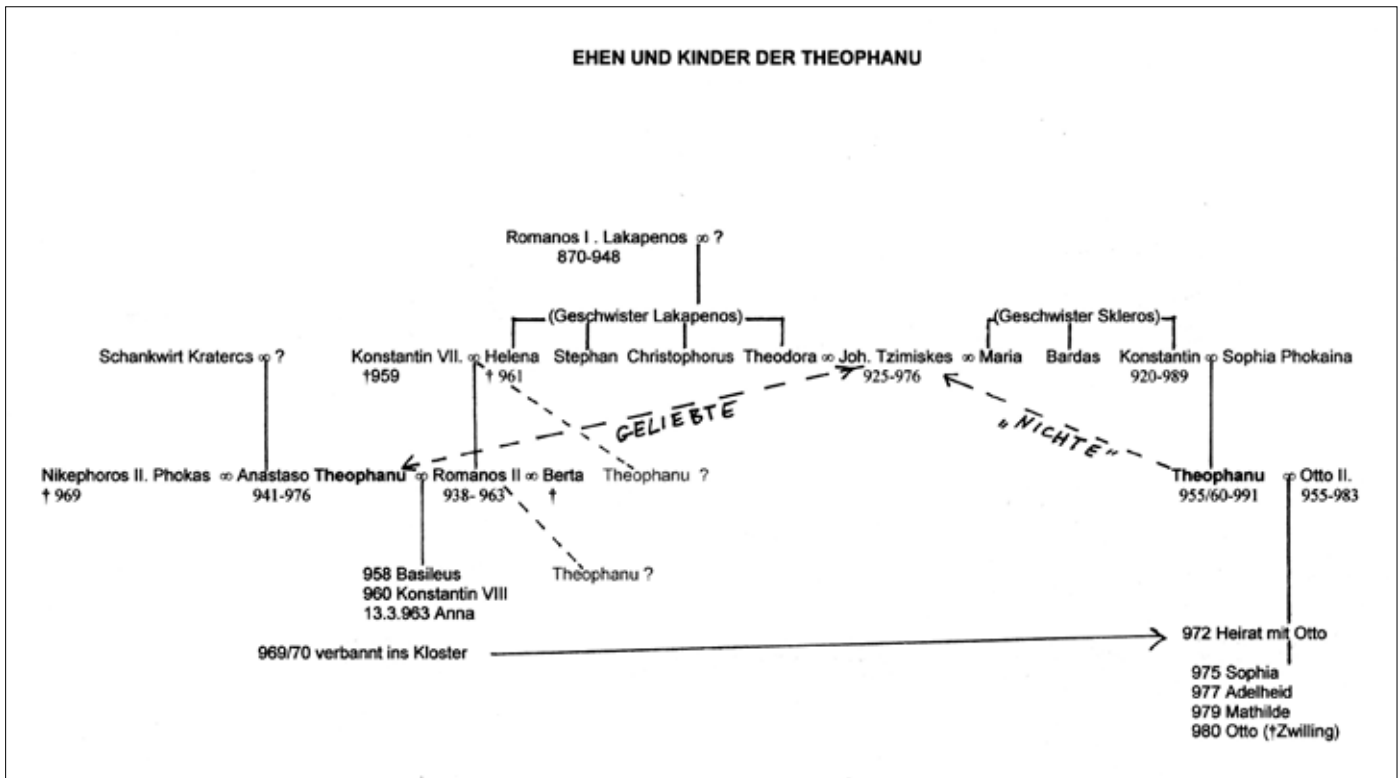 EHEN UND KINDER DER THEOPHANU
Romanos I . Lakapenos ∞ ?
870-948
(Geschwister Lakapenos)
(Geschwister Skleros)
Schankwirt Kratercs ∞ ?
Konstantin VII. ∞ Helena
Stephan
Christophorus
Theodora ∞ Joh. Tzimiskes ∞ Maria
Bardas
Konstantin ∞ Sophia Phokaina
†959
† 961
925-976
920-989
GELIEBTE
„NICHTE“
Nikephoros II. Phokas ∞ Anastaso Theophanu ∞ Romanos II ∞ Berta
Theophanu ?
Theophanu ∞ Otto II.
† 969
941-976
938- 963
†
955/60-991
955-983
958 Basileus
960 Konstantin VIII
13.3.963 Anna
Theophanu ?
969/70 verbannt ins Kloster
972 Heirat mit Otto
975 Sophia
977 Adelheid
979 Mathilde
980 Otto (†Zwilling)